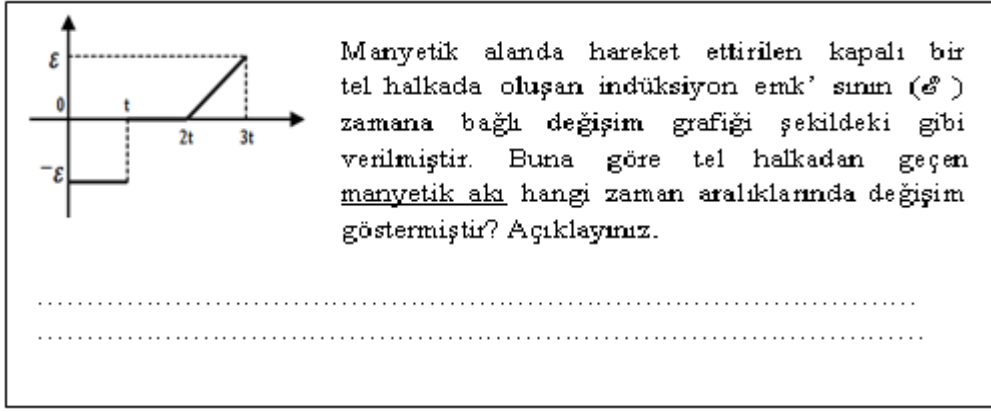 ε
0
t
2t
3t
-ε
Manyetik alanda hareket ettirilen kapalı bir
tel halkada oluşan indüksiyon emk' sının (ℰ )
zamana bağlı değişim grafiği şekildeki gibi
verilmiştir. Buna göre tel halkadan geçen
manyetik akı hangi zaman aralıklarında değişim
göstermiştir? Açıklayınız.